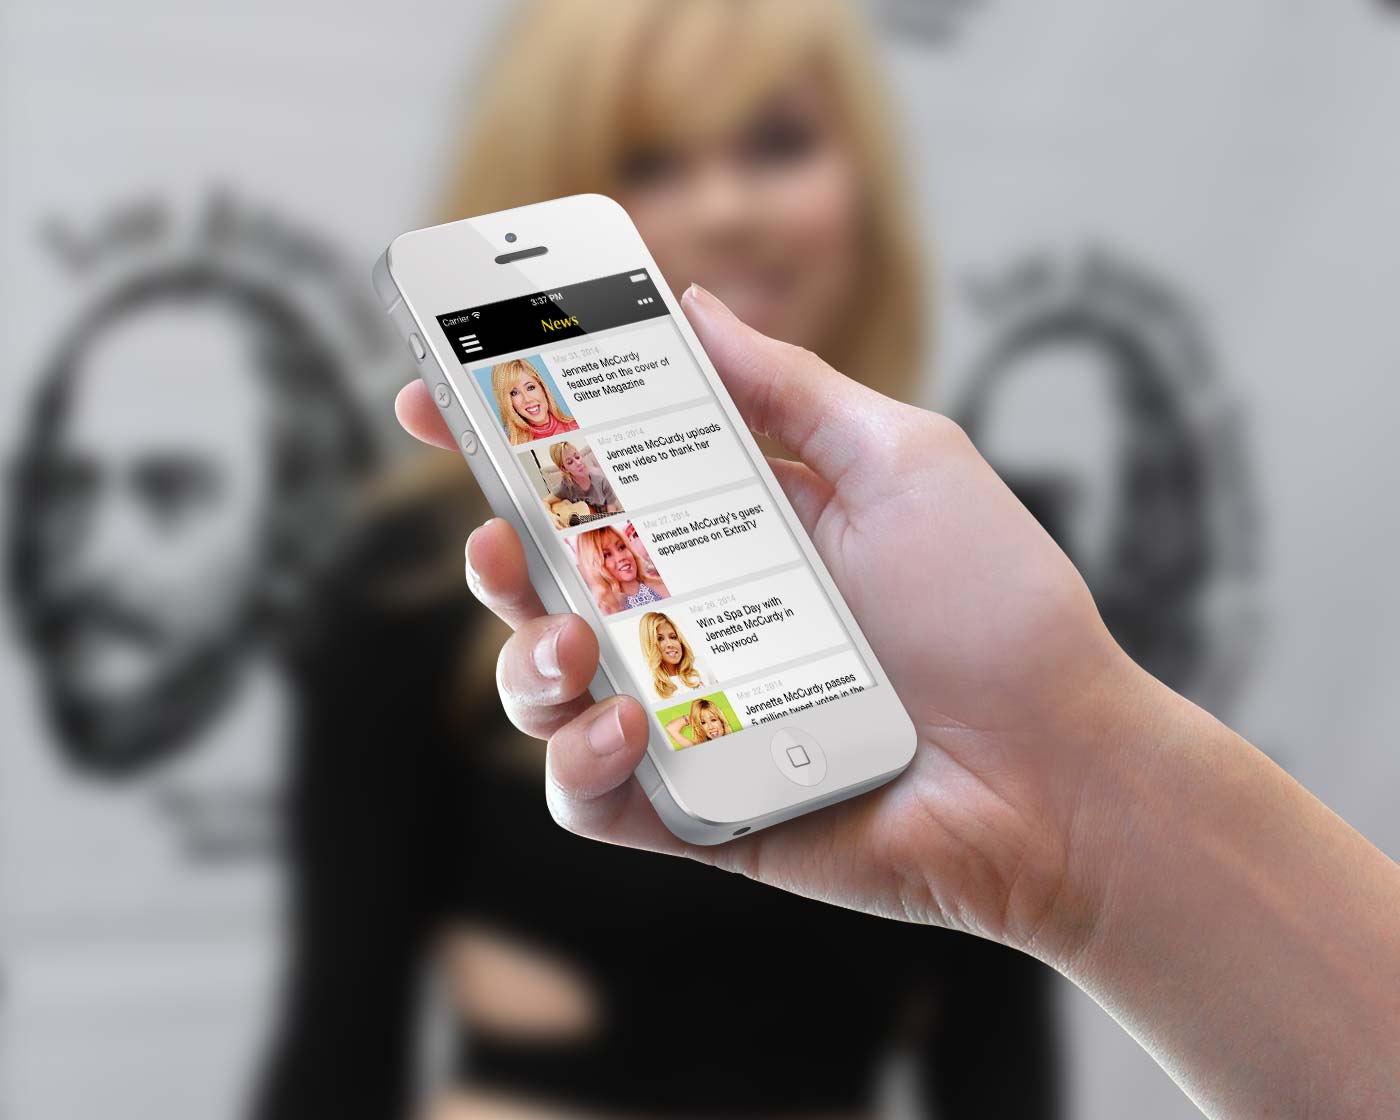 Carrier
3:37 PM
News
Mar 31, 2014
Jennette McCurdy
featured on the cover of
Glitter Magazine
Mar 29, 2014
Jennette McCurdy uploads
new video to thank her
fans
Mar 27, 2014
Jennette McCurdy's guest
appearance on ExtraTV
Mar 26, 2014
Win a Spa Day with
Jennette McCurdy in
Hollywood
Mar 22, 2014
Jennette McCurdy passes
5 million tweet votes in the